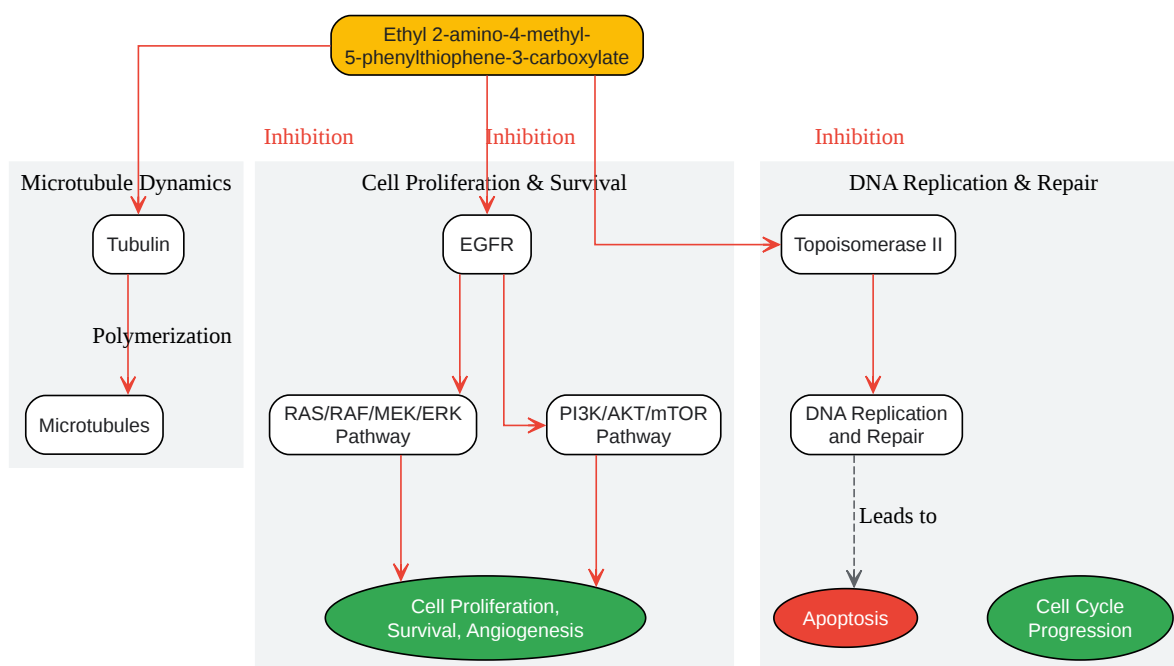 Ethyl 2-amino-4-methyl-
5-phenylthiophene-3-carboxylate
Inhibition
Inhibition
Inhibition
Microtubule Dynamics
Cell Proliferation & Survival
DNA Replication & Repair
Tubulin
EGFR
Topoisomerase II
Polymerization
Microtubules
RAS/RAF/MEK/ERK
Pathway
PI3K/AKT/mTOR
Pathway
DNA Replication
and Repair
Leads to
Cell Proliferation,
Survival, Angiogenesis
Apoptosis
Cell Cycle
Progression